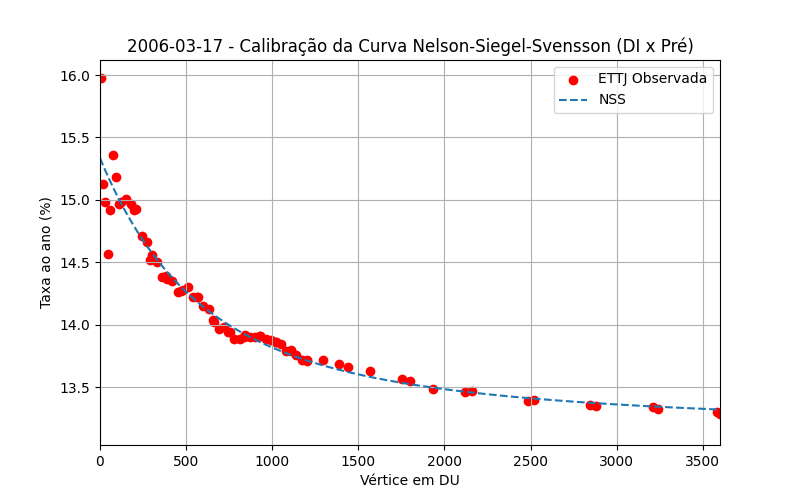 2006-03-17 - Calibração da Curva Nelson-Siegel-Svensson (DI x Pré)
ETTJ Observada
NSS
Taxa ao ano (%)
16.0
15.5
15.0
14.5
14.0
13.5
0 500 1000 1500 2000 2500 3000 3500
Vértice em DU